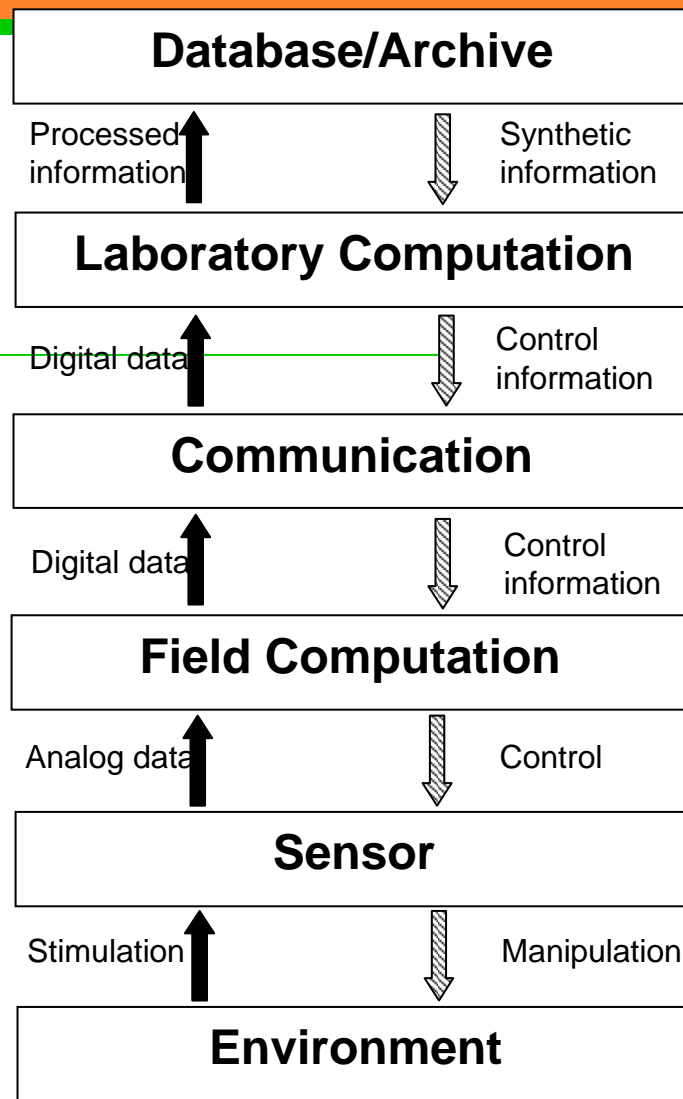 Database/Archive
Processed
information
Synthetic
information
Laboratory Computation
Digital data
Control
information
Communication
Digital data
Control
information
Field Computation
Analog data
Control
Sensor
Stimulation
Manipulation
Environment